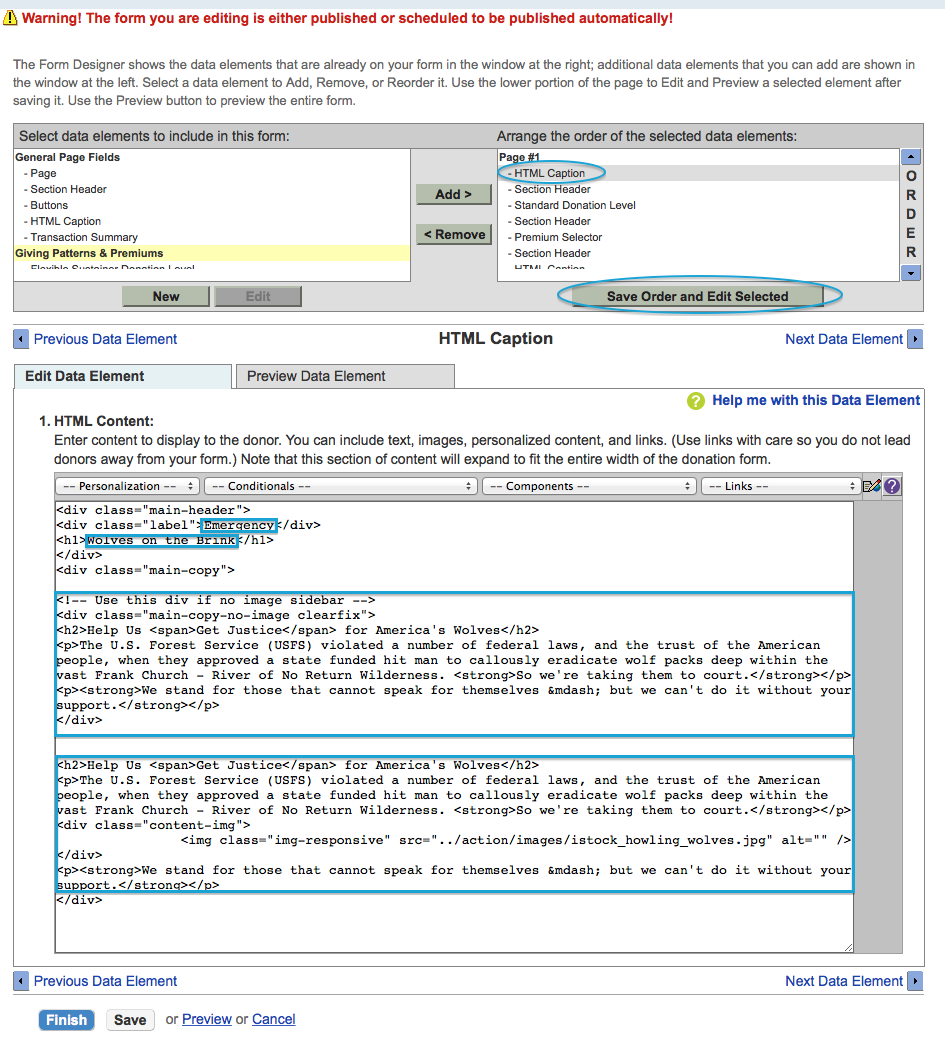 Warning! The form you are editing is either published or scheduled to be published automatically!
The Form Designer shows the data elements that are already on your form in the window at the right; additional data elements that you can add are shown in
the window at the left. Select a data element to Add, Remove, or Reorder it. Use the lower portion of the page to Edit and Preview a selected element after
saving it. Use the Preview button to preview the entire form.
Select data elements to include in this form:
General Page Fields
- Page
- Section Header
- Buttons
- HTML Caption
- Transaction Summary
Giving Patterns & Premiums
- Flexible Sustainer Donation Level
Add >
< Remove
New
Edit
Arrange the order of the selected data elements:
Page #1
- HTML Caption
- Section Header
- Standard Donation Level
- Section Header
- Premium Selector
- Section Header
- HTML Caption
O
R
D
E
R
Save Order and Edit Selected
Previous Data Element
HTML Caption
Next Data Element
Edit Data Element
Preview Data Element
? Help me with this Data Element
1. HTML Content:
Enter content to display to the donor. You can include text, images, personalized content, and links. (Use links with care so you do not lead
donors away from your form.) Note that this section of content will expand to fit the entire width of the donation form.
-- Personalization --
-- Conditionals --
-- Components --
-- Links --
?
<div class="main-header">
<div class="label">Emergency</div>
<h1>Wolves on the Brink</h1>
</div>
<div class="main-copy">
<!-- Use this div if no image sidebar -->
<div class="main-copy-no-image clearfix">
<h2>Help Us <span>Get Justice</span> for America's Wolves</h2>
<p>The U.S. Forest Service (USFS) violated a number of federal laws, and the trust of the American
people, when they approved a state funded hit man to callously eradicate wolf packs deep within the
vast Frank Church - River of No Return Wilderness. <strong>So we're taking them to court.</strong></p>
<p><strong>We stand for those that cannot speak for themselves &mdash; but we can't do it without your
support.</strong></p>
</div>
<h2>Help Us <span>Get Justice</span> for America's Wolves</h2>
<p>The U.S. Forest Service (USFS) violated a number of federal laws, and the trust of the American
people, when they approved a state funded hit man to callously eradicate wolf packs deep within the
vast Frank Church - River of No Return Wilderness. <strong>So we're taking them to court.</strong></p>
<div class="content-img">
<img class="img-responsive" src="../action/images/istock_howling_wolves.jpg" alt="" />
</div>
<p><strong>We stand for those that cannot speak for themselves &mdash; but we can't do it without your
support.</strong></p>
</div>
Previous Data Element
Next Data Element
Finish
Save
or Preview or Cancel